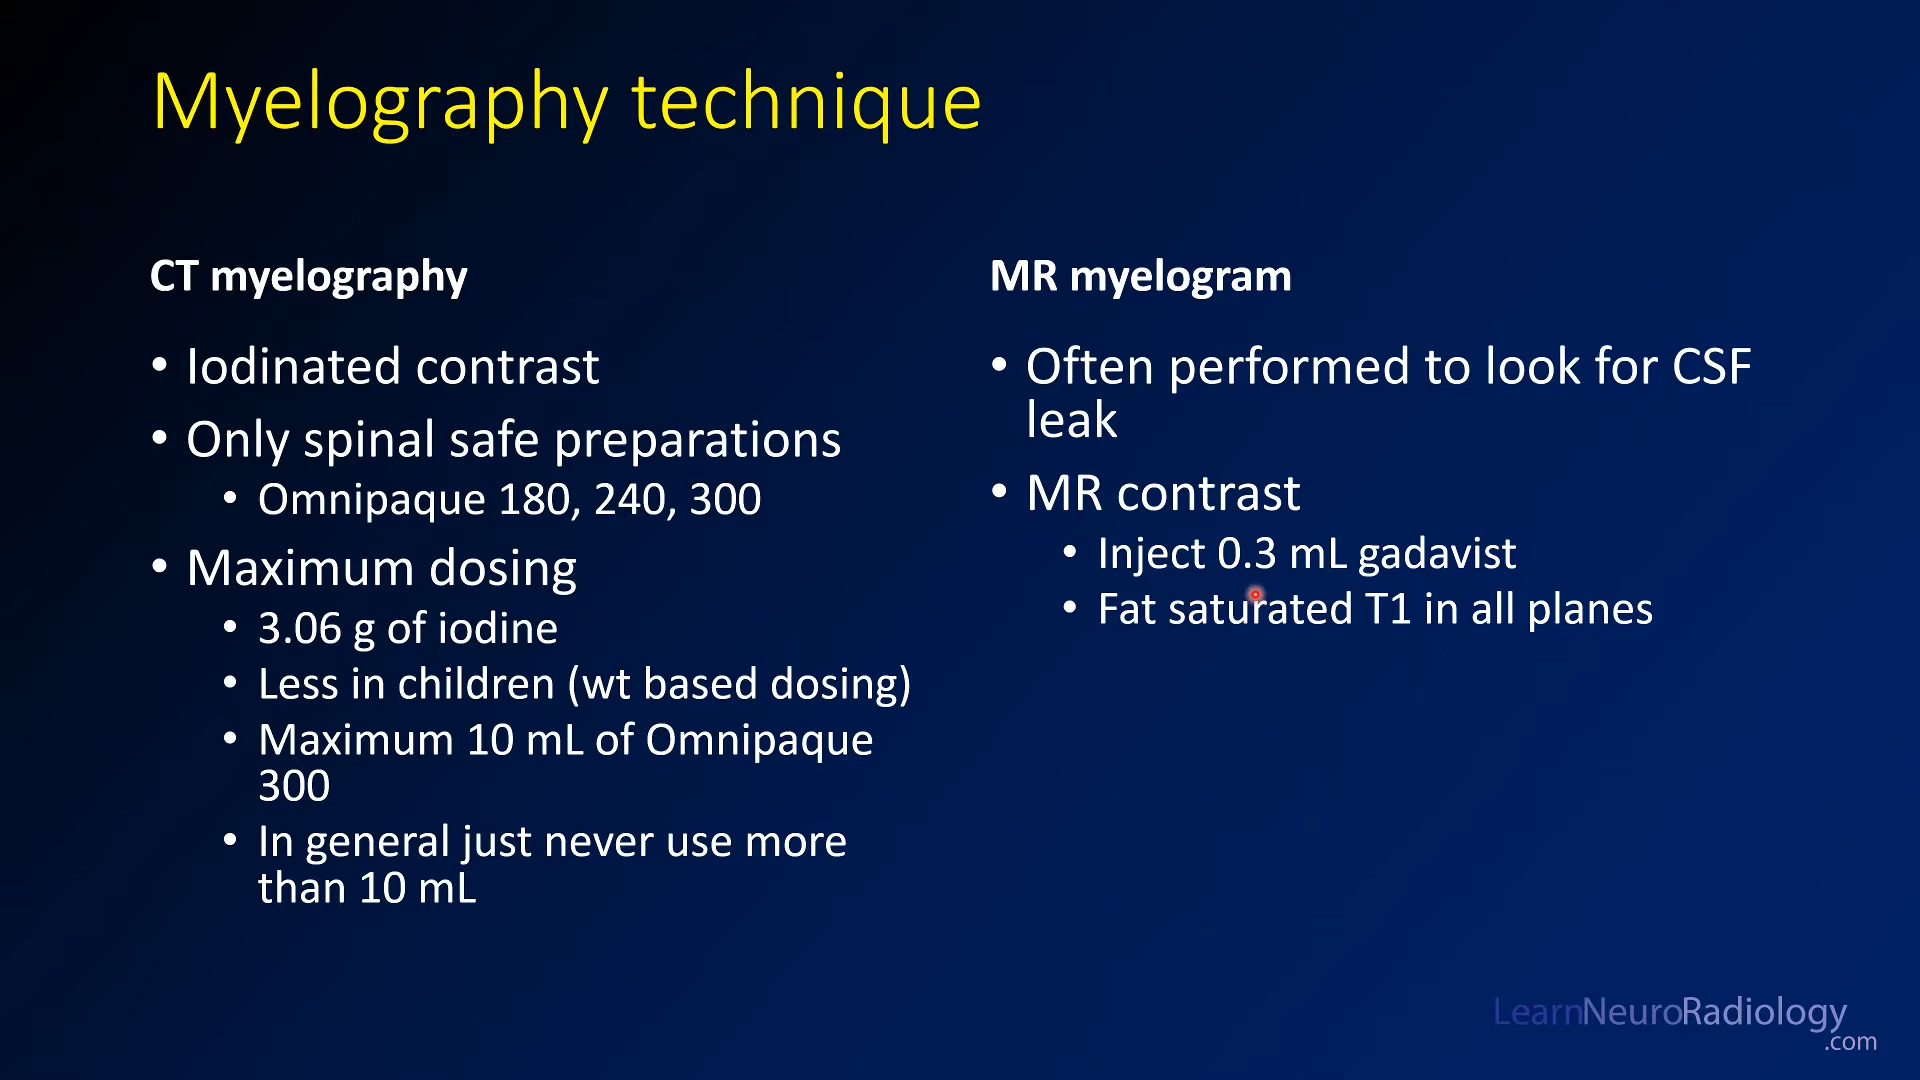 Myelography technique
CT myelography
• Iodinated contrast
• Only spinal safe preparations
• Omnipaque 180, 240, 300
• Maximum dosing
• 3.06 g of iodine
• Less in children (wt based dosing)
• Maximum 10 mL of Omnipaque
300
• In general just never use more
than 10 mL
MR myelogram
• Often performed to look for CSF
leak
• MR contrast
• Inject 0.3 mL gadavist
• Fat saturated T1 in all planes
LearnNeuroRadiology
.com